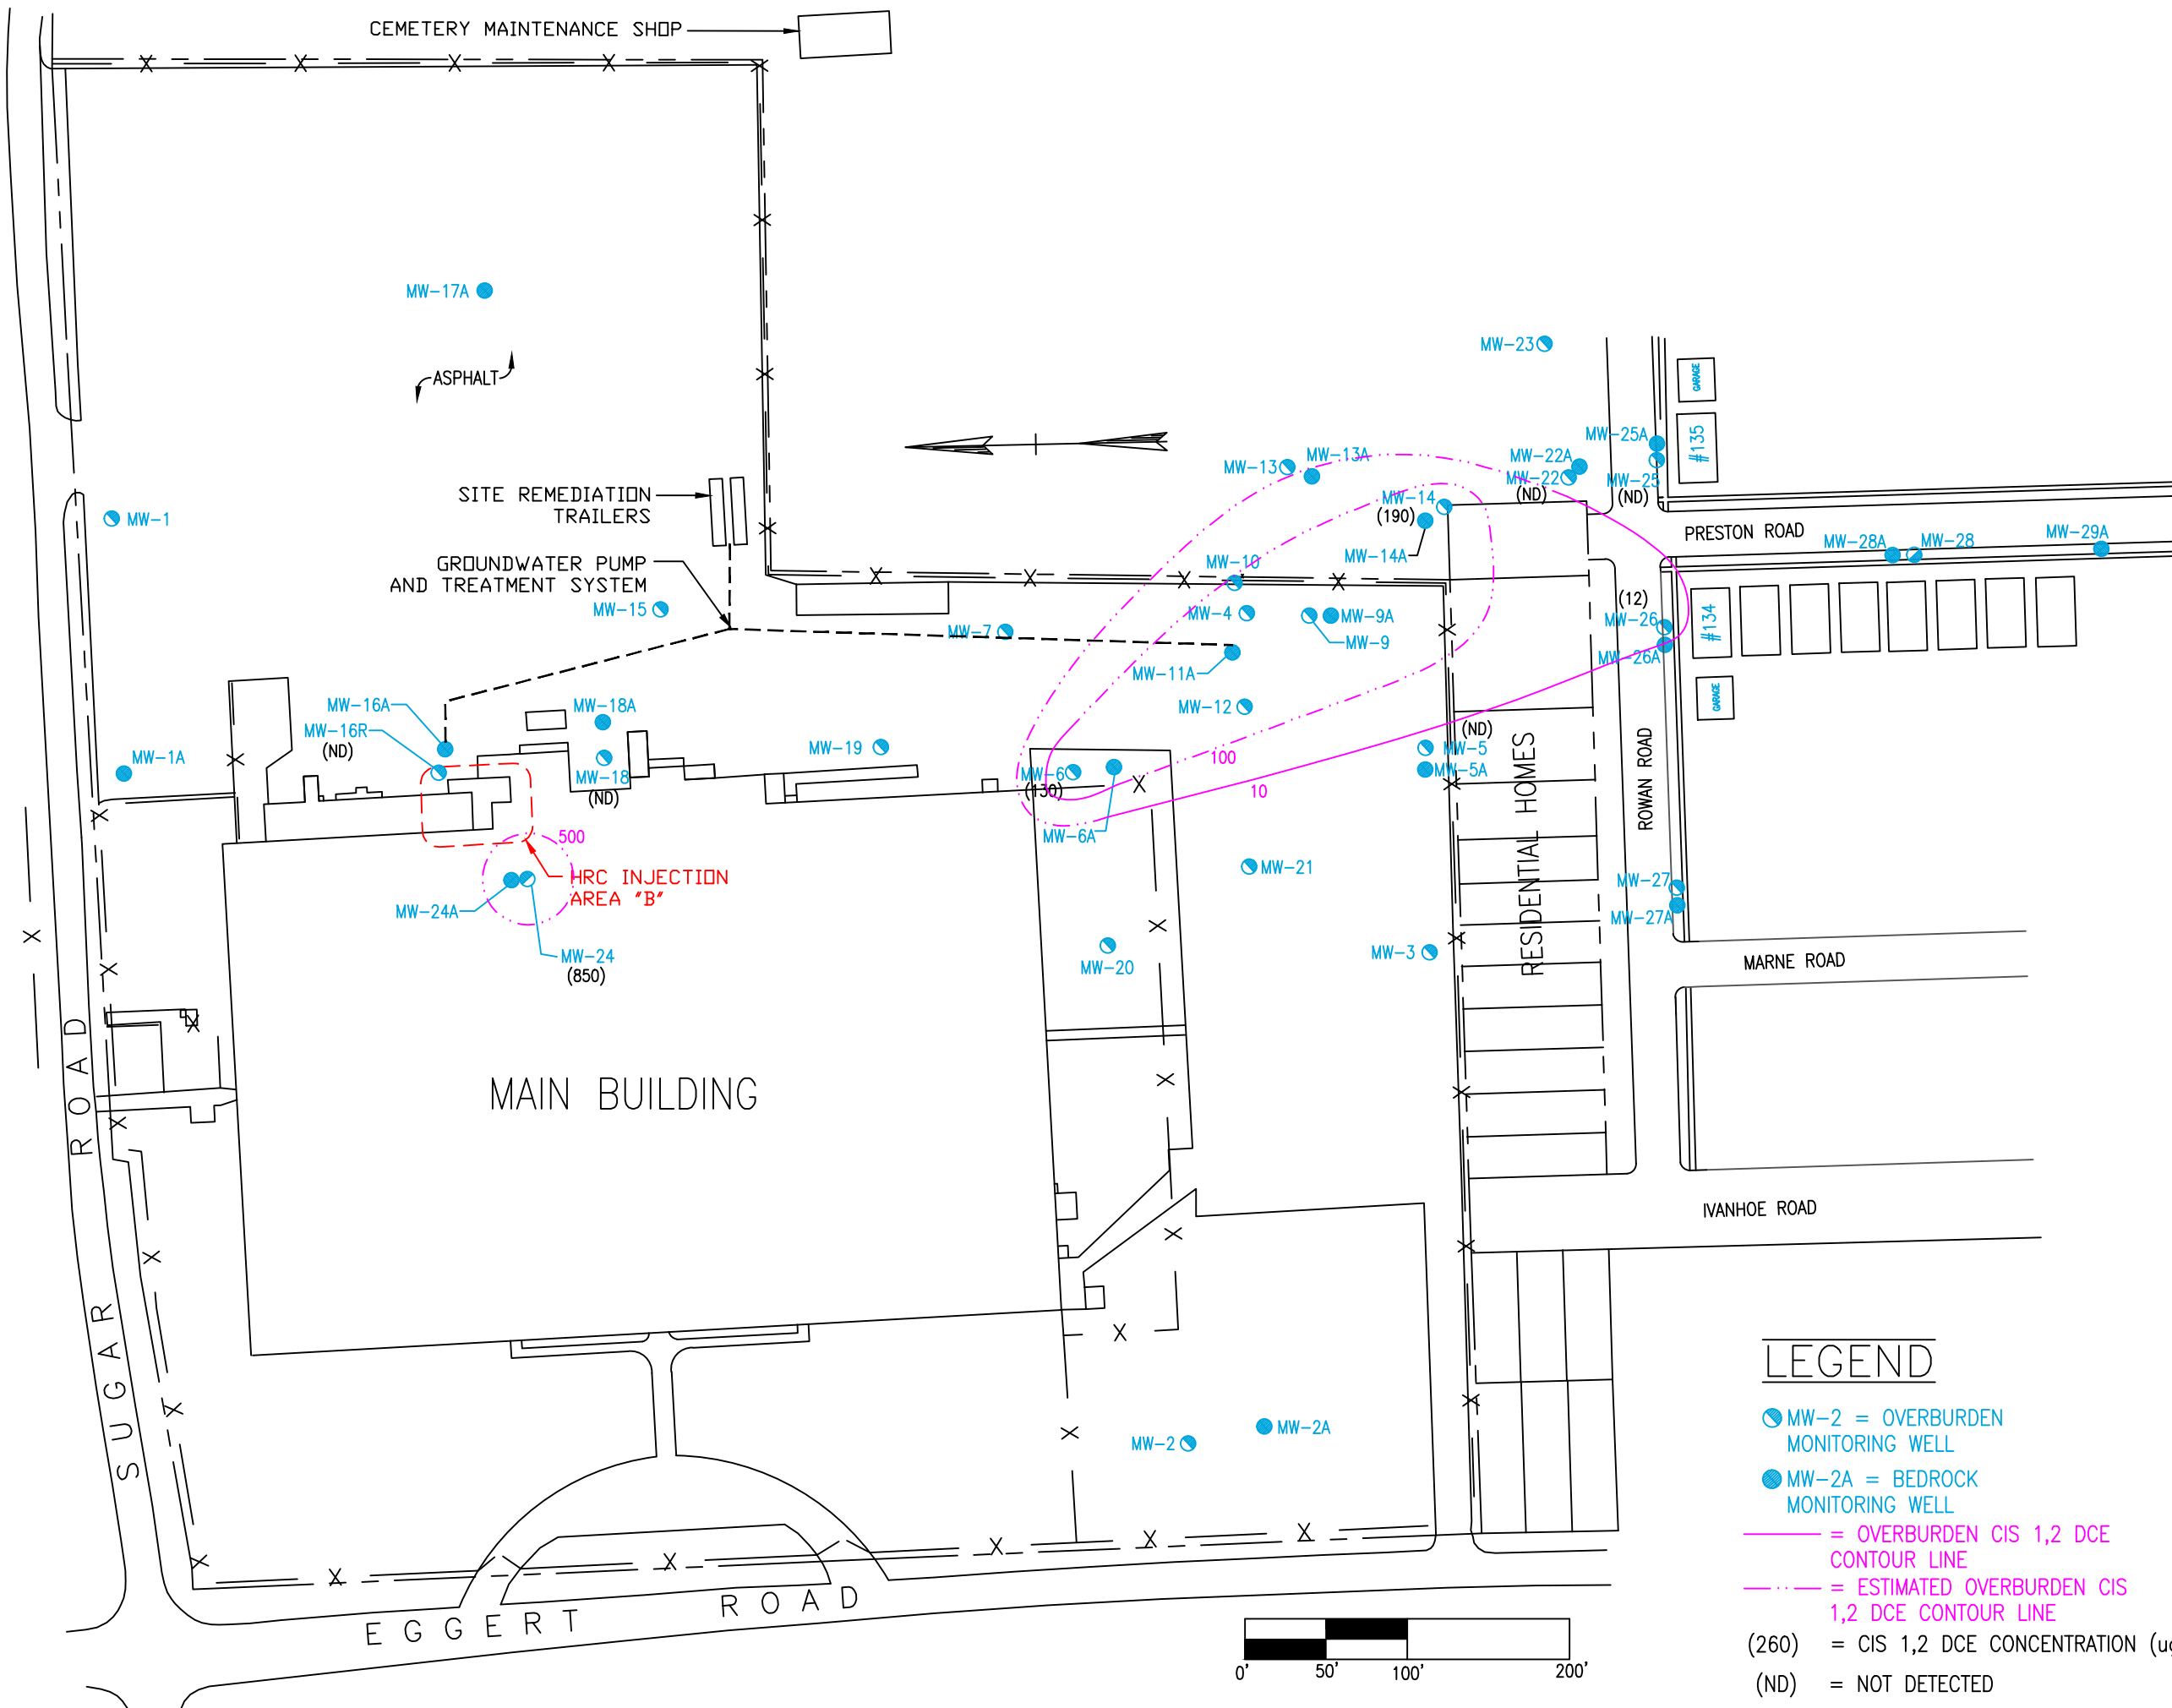 CEMETERY MAINTENANCE SHOP
MW-17A
ASPHALT
MW-23
GARAGE
#135
MW-25A
MW-25
(ND)
MW-22A
MW-22
(ND)
MW-13
MW-13A
MW-14
(190)
MW-14A
SITE REMEDIATION
TRAILERS
MW-1
PRESTON ROAD
MW-28A
MW-28
MW-29A
GROUNDWATER PUMP
AND TREATMENT SYSTEM
MW-15
MW-7
MW-10
MW-4
MW-9A
MW-9
MW-11A
MW-12
(12)
MW-26
MW-26A
#134
GARAGE
MW-16A
MW-16R
(ND)
MW-18A
MW-18
(ND)
MW-19
MW-1A
MW-6
(130)
MW-6A
100
10
(ND)
MW-5
MW-5A
RESIDENTIAL HOMES
ROWAN ROAD
500
HRC INJECTION
AREA "B"
MW-24A
MW-24
(850)
MW-21
MW-20
MW-3
MW-27
MW-27A
MARNE ROAD
MAIN BUILDING
IVANHOE ROAD
SUGAR ROAD
MW-2
MW-2A
EGGERT ROAD
0'
50'
100'
200'
LEGEND
MW-2 = OVERBURDEN
MONITORING WELL
MW-2A = BEDROCK
MONITORING WELL
= OVERBURDEN CIS 1,2 DCE
CONTOUR LINE
= ESTIMATED OVERBURDEN CIS
1,2 DCE CONTOUR LINE
(260) = CIS 1,2 DCE CONCENTRATION
(ND) = NOT DETECTED